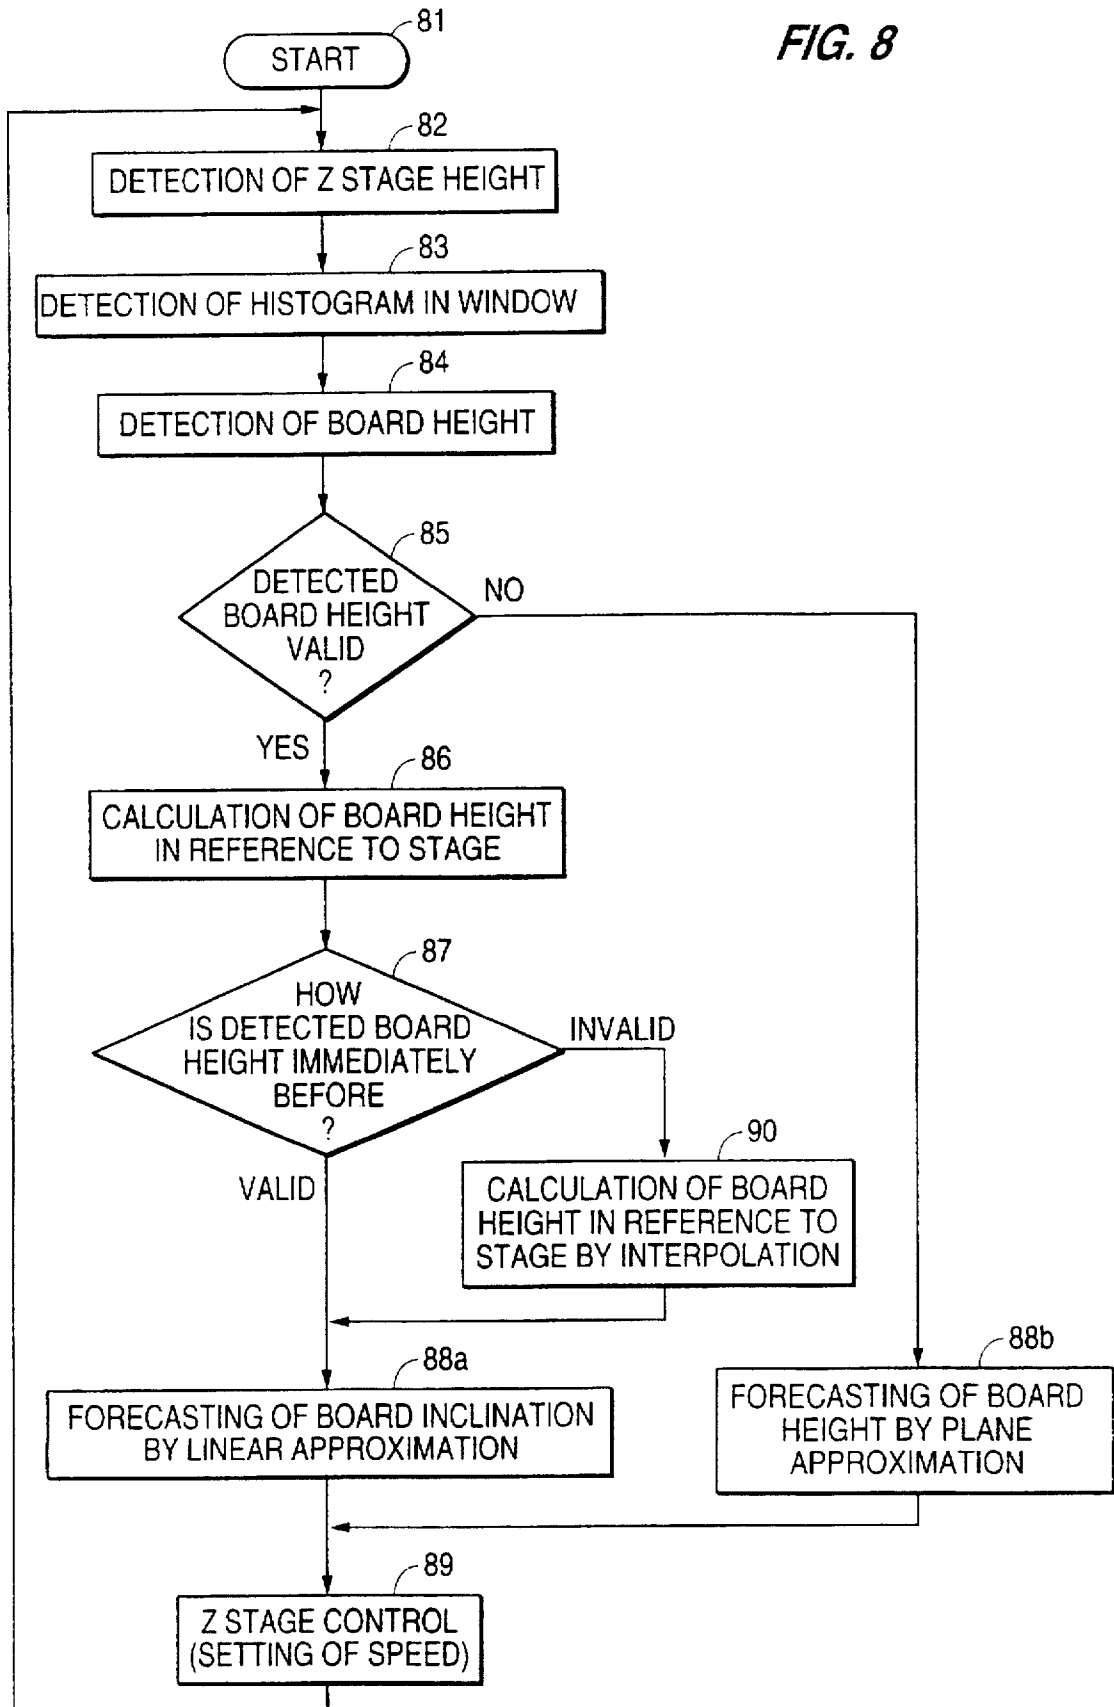 FIG. 8
81
START
82
DETECTION OF Z STAGE HEIGHT
83
DETECTION OF HISTOGRAM IN WINDOW
84
DETECTION OF BOARD HEIGHT
85
DETECTED
BOARD HEIGHT
VALID
?
NO
YES
86
CALCULATION OF BOARD HEIGHT
IN REFERENCE TO STAGE
87
HOW
IS DETECTED BOARD
HEIGHT IMMEDIATELY
BEFORE
?
INVALID
VALID
90
CALCULATION OF BOARD
HEIGHT IN REFERENCE TO
STAGE BY INTERPOLATION
88a
FORECASTING OF BOARD INCLINATION
BY LINEAR APPROXIMATION
88b
FORECASTING OF BOARD
HEIGHT BY PLANE
APPROXIMATION
89
Z STAGE CONTROL
(SETTING OF SPEED)